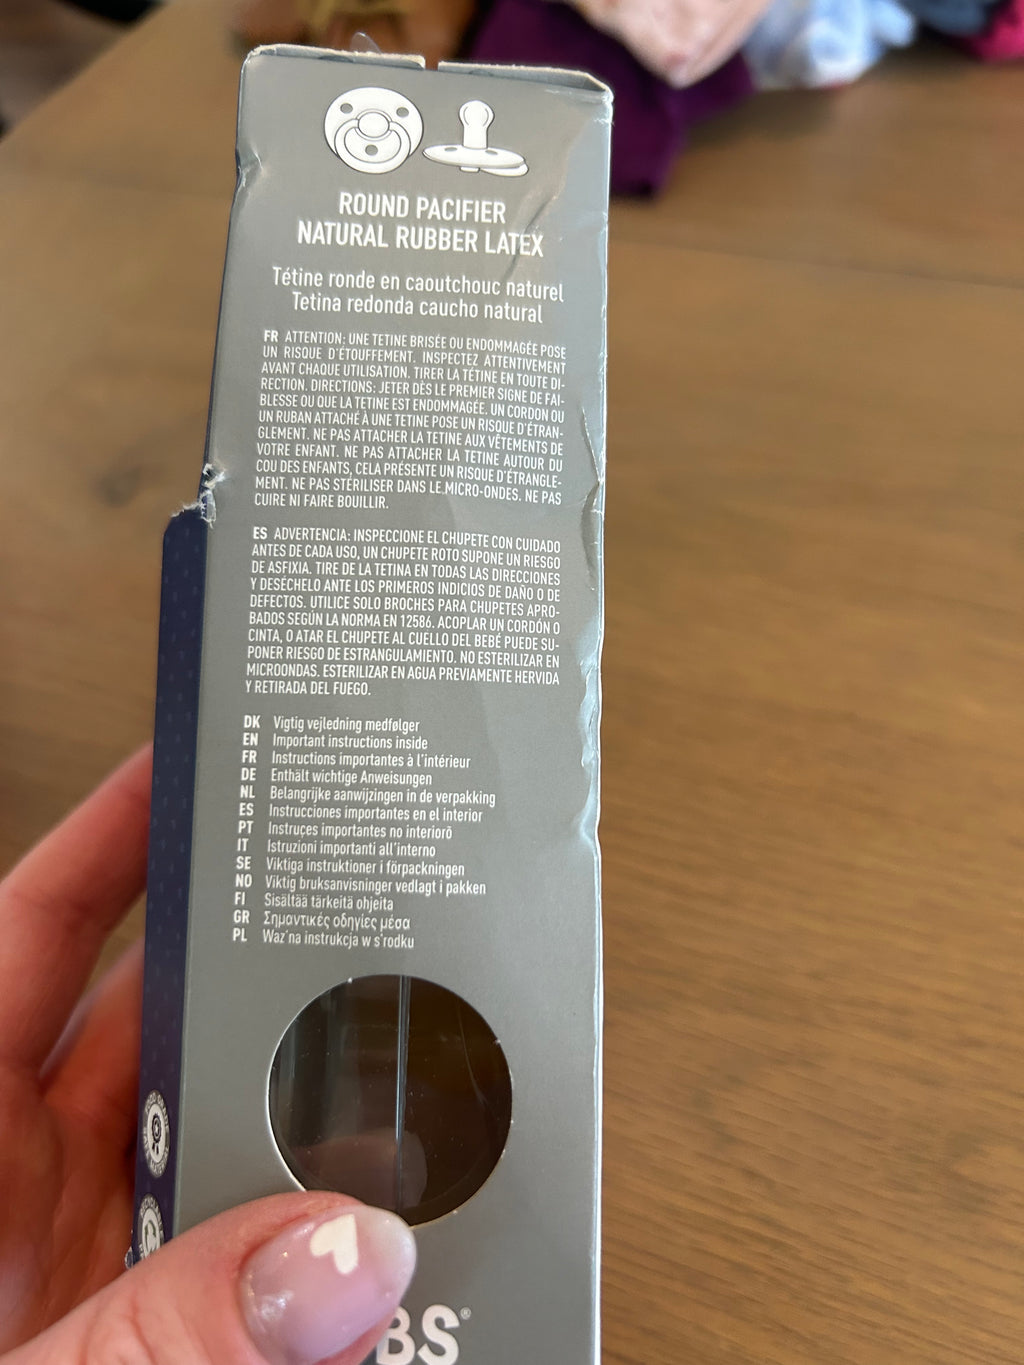 ROUND PACIFIER
NATURAL RUBBER LATEX
Tétine ronde en caoutchouc naturel
Tetina redonda caucho natural
FR ATTENTION: UNE TETINE BRISÉE OU ENDOMMAGÉE POSE
UN RISQUE D'ÉTOUFFEMENT. INSPECTEZ ATTENTIVEMENT
AVANT CHAQUE UTILISATION. TIRER LA TÉTINE EN TOUTE DI-
RECTION. DIRECTIONS: JETER DÈS LE PREMIER SIGNE DE FAI-
BLESSE OU QUE LA TETINE EST ENDOMMAGÉE. UN CORDON OU
UN RUBAN ATTACHÉ À UNE TETINE POSE UN RISQUE D'ÉTRAN-
GLEMENT. NE PAS ATTACHER LA TETINE AUX VÊTEMENTS DE
VOTRE ENFANT. NE PAS ATTACHER LA TETINE AUTOUR DU
COU DES ENFANTS, CELA PRÉSENTE UN RISQUE D'ÉTRANGLE-
MENT. NE PAS STÉRILISER DANS LE MICRO-ONDES. NE PAS
CUIRE NI FAIRE BOUILLIR.
ES ADVERTENCIA: INSPECCIONE EL CHUPETE CON CUIDADO
ANTES DE CADA USO, UN CHUPETE ROTO SUPONE UN RIESGO
DE ASFIXIA. TIRE DE LA TETINA EN TODAS LAS DIRECCIONES
Y DESÉCHELO ANTE LOS PRIMEROS INDICIOS DE DAÑO O DE
DEFECTOS. UTILICE SOLO BROCHES PARA CHUPETES APRO-
BADOS SEGÚN LA NORMA EN 12586. ACOPLAR UN CORDÓN O
CINTA, O ATAR EL CHUPETE AL CUELLO DEL BEBÉ PUEDE SU-
PONER RIESGO DE ESTRANGULAMIENTO. NO ESTERILIZAR EN
MICROONDAS. ESTERILIZAR EN AGUA PREVIAMENTE HERVIDA
Y RETIRADA DEL FUEGO.
DK Vigtig vejledning medfølger
EN Important instructions inside
FR Instructions importantes à l'intérieur
DE Enthält wichtige Anweisungen
NL Belangrijke aanwijzingen in de verpakking
ES Instrucciones importantes en el interior
PT Instruçes importantes no interiorõ
IT Istruzioni importanti all'interno
SE Viktiga instruktioner i förpackningen
NO Viktig bruksanvisninger vedlagt i pakken
FI Sisältää tärkeitä ohjeita
GR Σημαντικές οδηγίες μέσα
PL Waz'na instrukcja w s'rodku
BS®